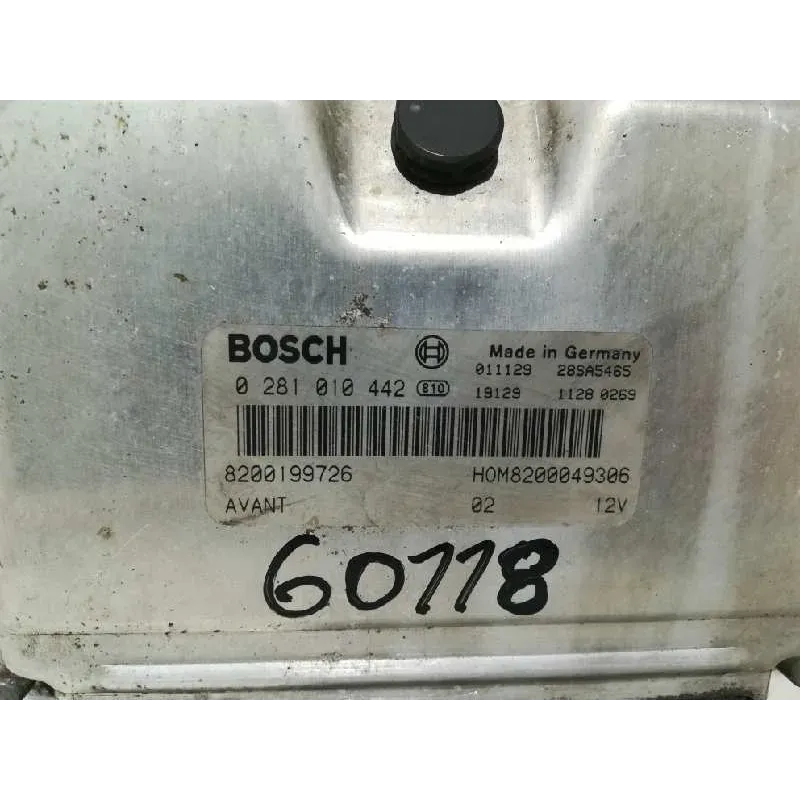 BOSCH Made in Germany
011129 28SA5465
0 281 010 442 810 19129 1128 0269
8200199726 HOM8200049306
AVANT 02 12V
60118